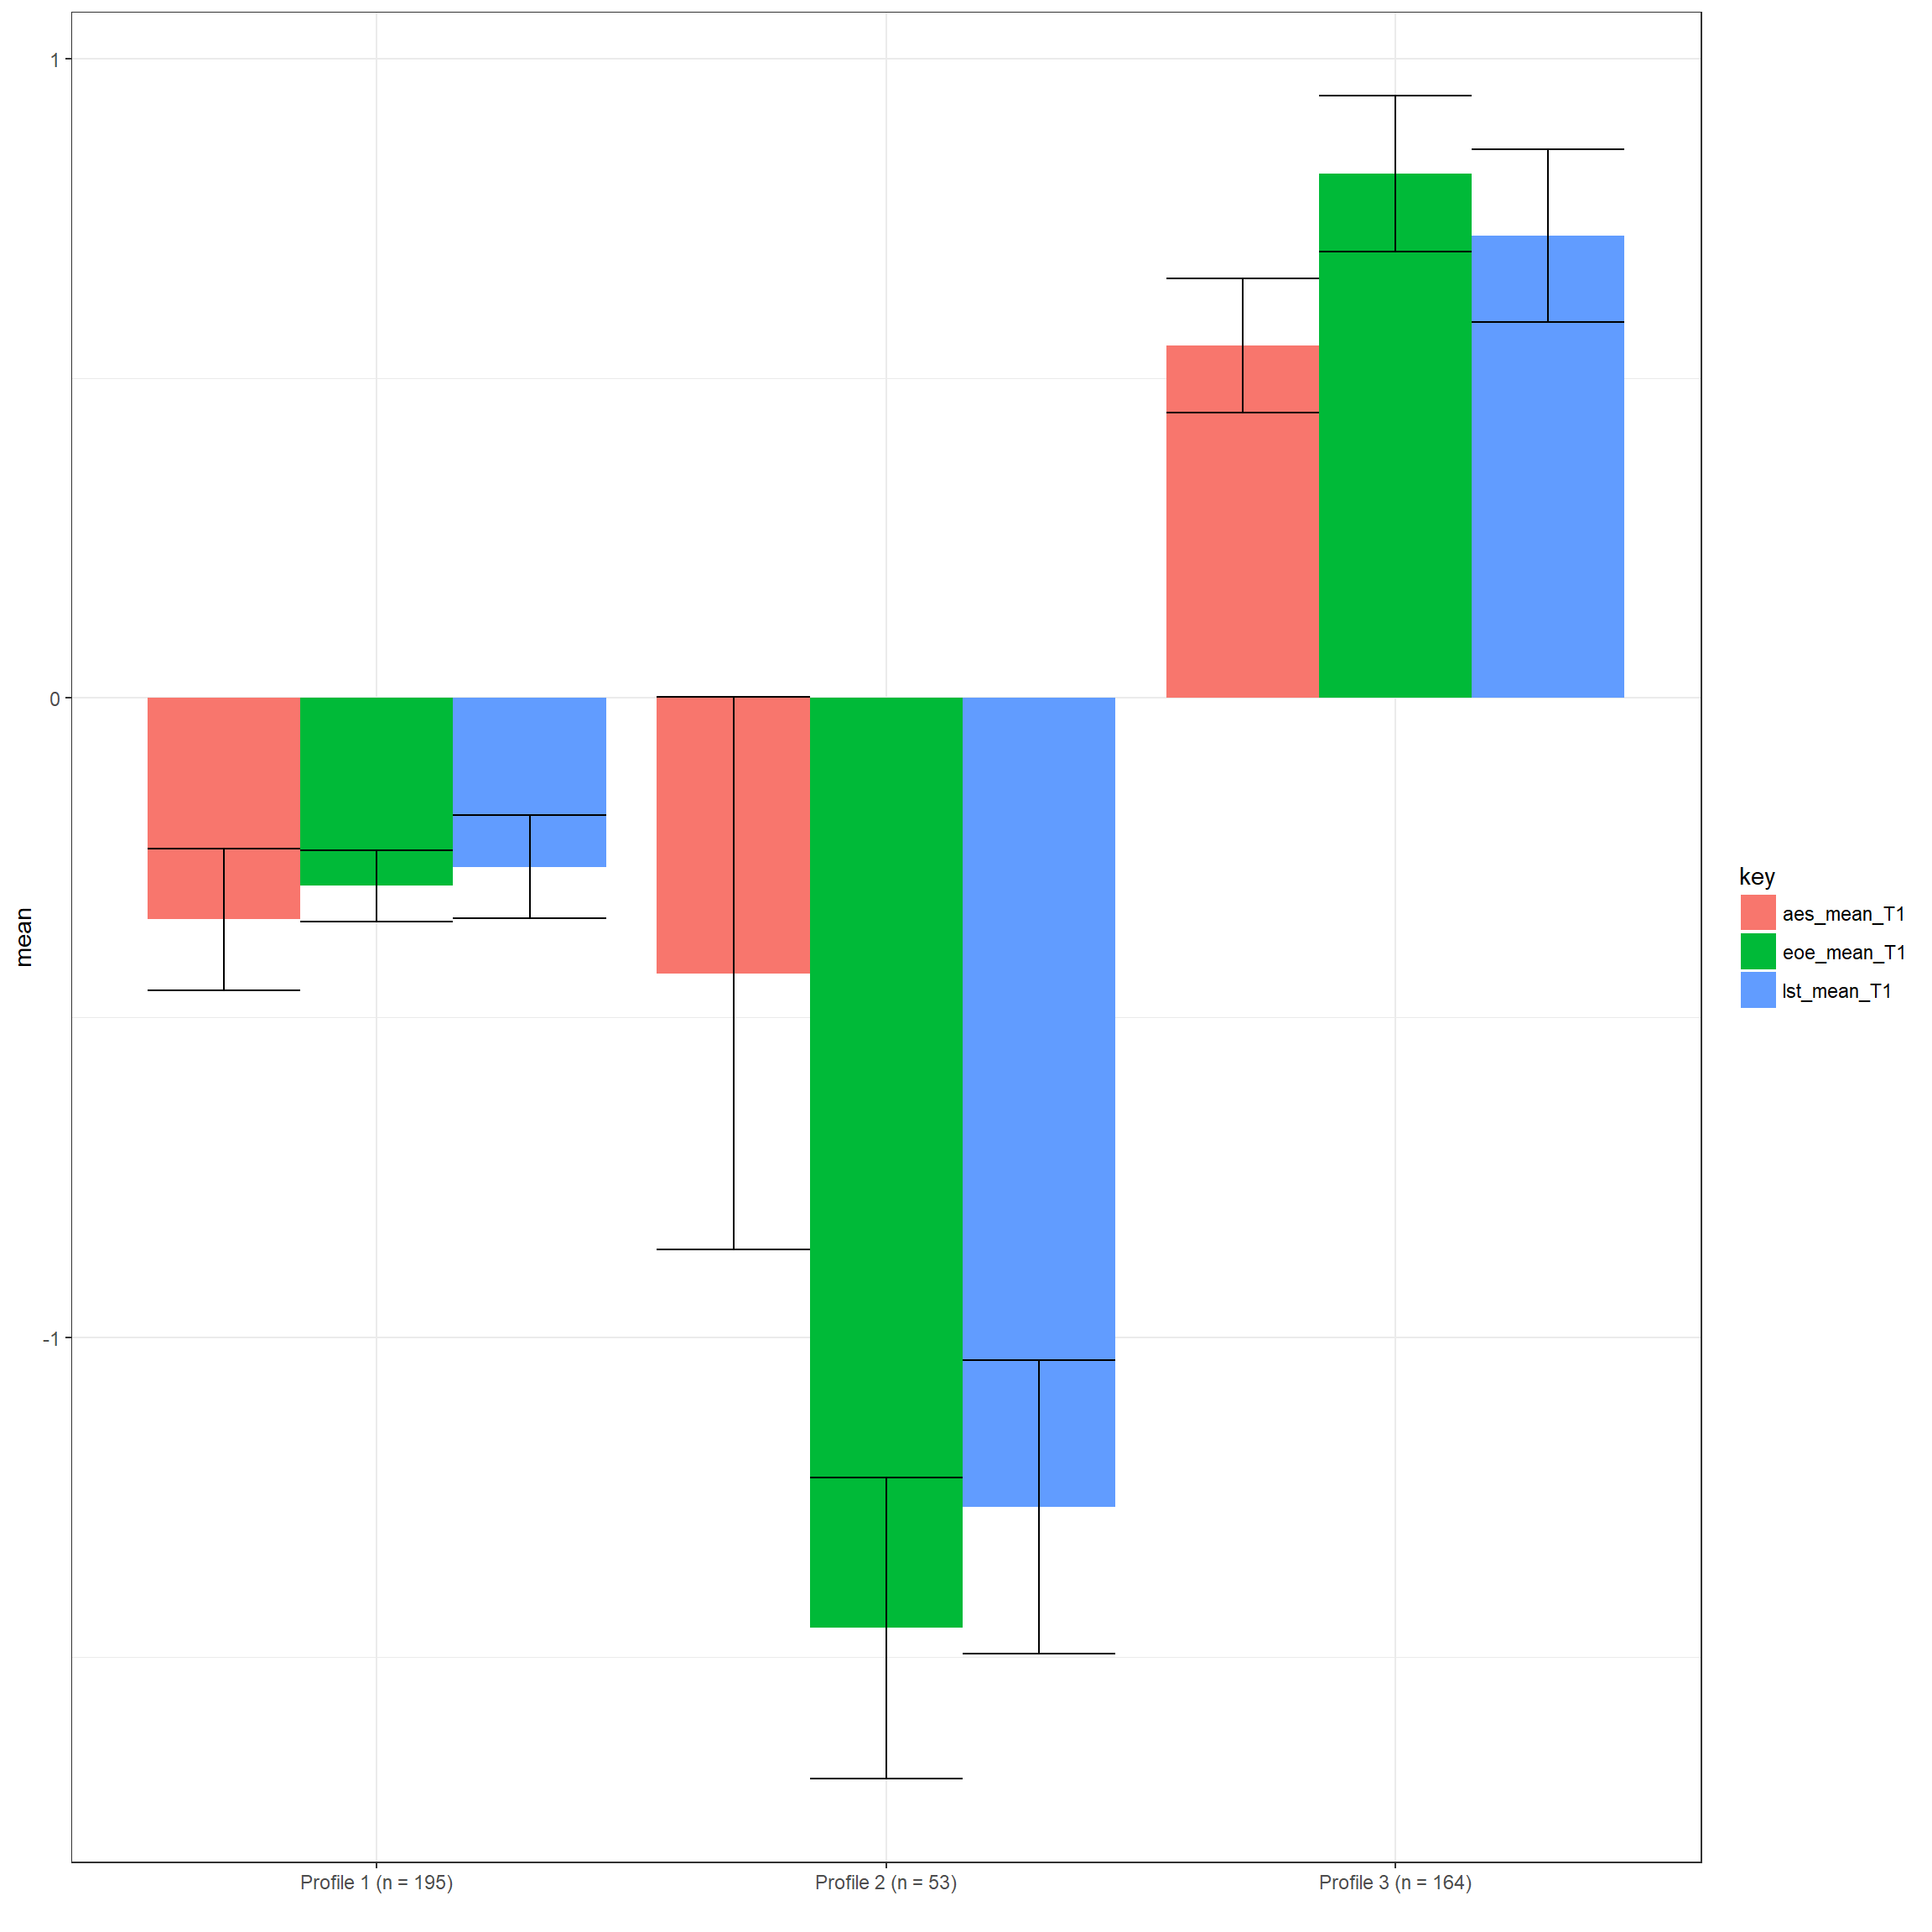 1
0
-1
mean
Profile 1 (n = 195)
Profile 2 (n = 53)
Profile 3 (n = 164)
key
aes_mean_T1
eoe_mean_T1
lst_mean_T1